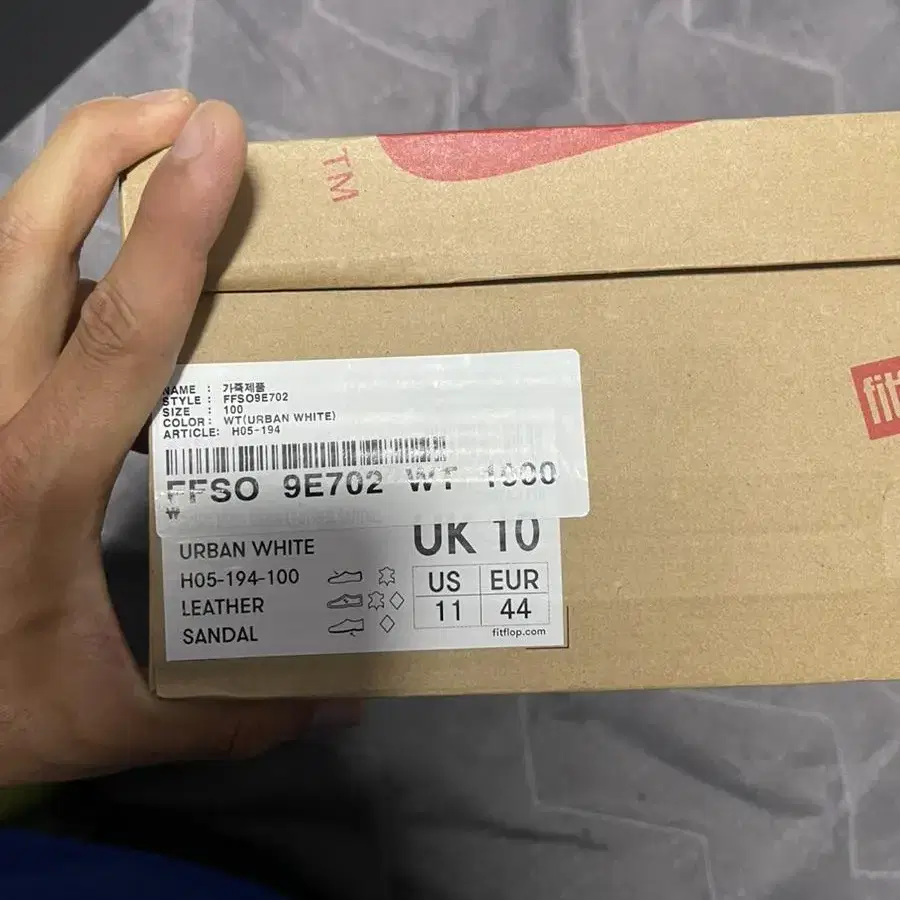 TM
fit
NAME : 가죽제품
STYLE : FFSO9E702
SIZE : 100
COLOR : WT(URBAN WHITE)
ARTICLE: H05-194
FFSO 9E702 WT 1000
₩
UK 10
URBAN WHITE
H05-194-100
LEATHER
SANDAL
US EUR
11 44
fitflop.com